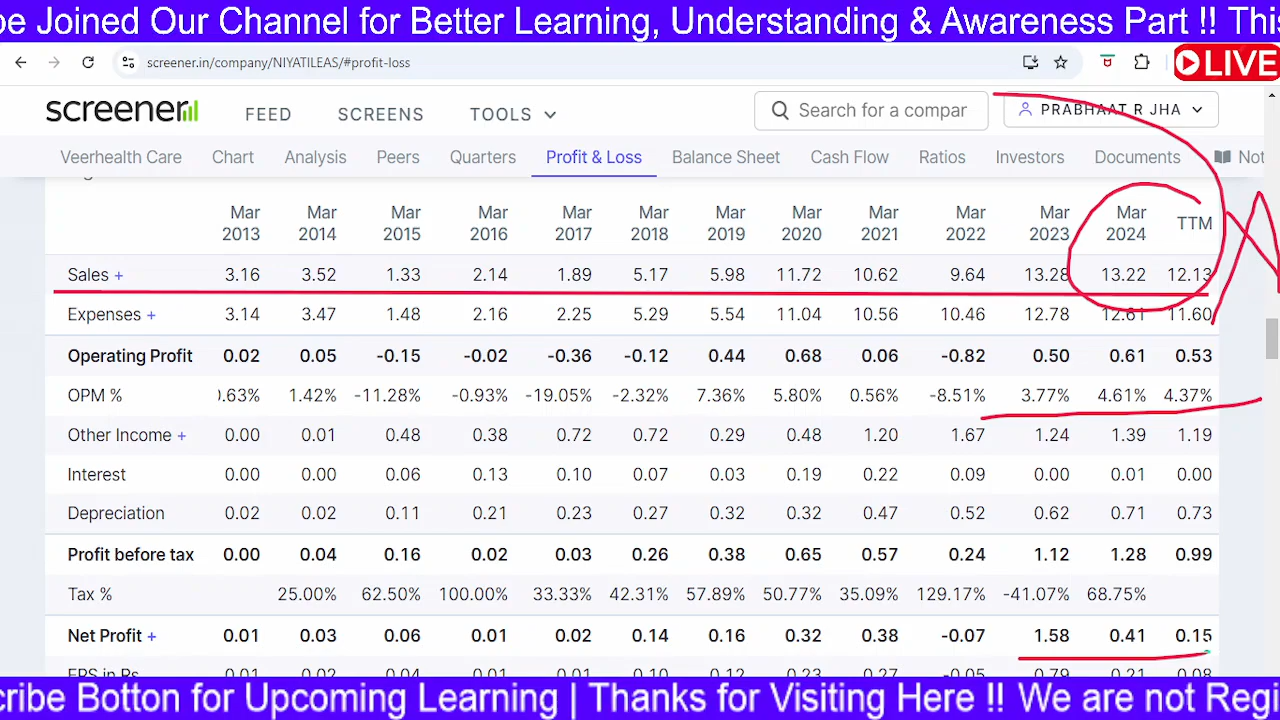 be Joined Our Channel for Better Learning, Understanding & Awareness Part !! This
screener.in/company/NIYATILEAS/#profit-loss
LIVE
screener FEED SCREENS TOOLS Search for a compar PRABHAAT R JHA
Veerhealth Care Chart Analysis Peers Quarters Profit & Loss Balance Sheet Cash Flow Ratios Investors Documents Not
Mar 2013 Mar 2014 Mar 2015 Mar 2016 Mar 2017 Mar 2018 Mar 2019 Mar 2020 Mar 2021 Mar 2022 Mar 2023 Mar 2024 TTM
Sales + 3.16 3.52 1.33 2.14 1.89 5.17 5.98 11.72 10.62 9.64 13.28 13.22 12.13
Expenses + 3.14 3.47 1.48 2.16 2.25 5.29 5.54 11.04 10.56 10.46 12.78 12.61 11.60
Operating Profit 0.02 0.05 -0.15 -0.02 -0.36 -0.12 0.44 0.68 0.06 -0.82 0.50 0.61 0.53
OPM % 0.63% 1.42% -11.28% -0.93% -19.05% -2.32% 7.36% 5.80% 0.56% -8.51% 3.77% 4.61% 4.37%
Other Income + 0.00 0.01 0.48 0.38 0.72 0.72 0.29 0.48 1.20 1.67 1.24 1.39 1.19
Interest 0.00 0.00 0.06 0.13 0.10 0.07 0.03 0.19 0.22 0.09 0.00 0.01 0.00
Depreciation 0.02 0.02 0.11 0.21 0.23 0.27 0.32 0.32 0.47 0.52 0.62 0.71 0.73
Profit before tax 0.00 0.04 0.16 0.02 0.03 0.26 0.38 0.65 0.57 0.24 1.12 1.28 0.99
Tax % 25.00% 62.50% 100.00% 33.33% 42.31% 57.89% 50.77% 35.09% 129.17% -41.07% 68.75%
Net Profit + 0.01 0.03 0.06 0.01 0.02 0.14 0.16 0.32 0.38 -0.07 1.58 0.41 0.15
EPS in Rs
cribe Botton for Upcoming Learning | Thanks for Visiting Here !! We are not Regi